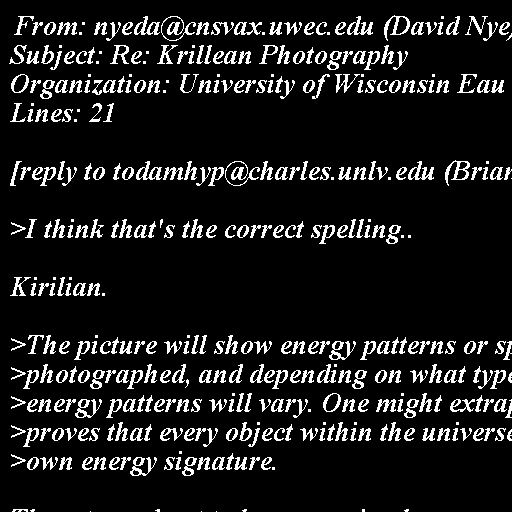 From: nyeda@cnsvax.uwec.edu (David Nye)
Subject: Re: Krillean Photography
Organization: University of Wisconsin Eau
Lines: 21
[reply to todamhyp@charles.unlv.edu (Brian
>I think that's the correct spelling..
Kirilian.
>The picture will show energy patterns or
>photographed, and depending on what type
>energy patterns will vary. One might
>proves that every object within the universe
>own energy signature.